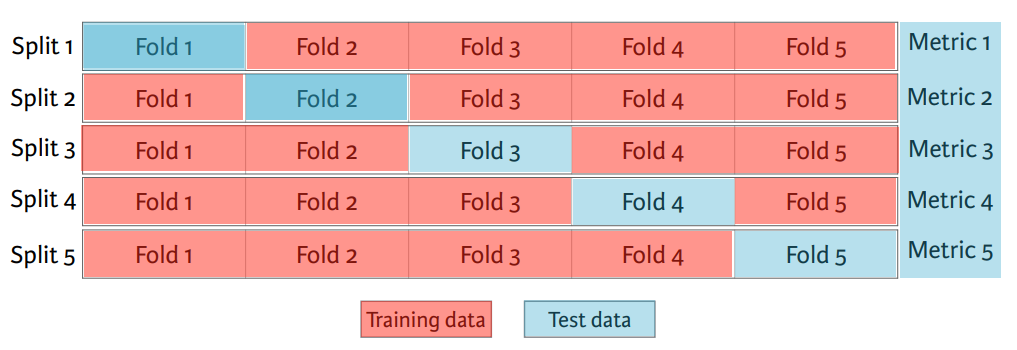 Split 1 Fold 1 Fold 2 Fold 3 Fold 4 Fold 5 Metric 1
Split 2 Fold 1 Fold 2 Fold 3 Fold 4 Fold 5 Metric 2
Split 3 Fold 1 Fold 2 Fold 3 Fold 4 Fold 5 Metric 3
Split 4 Fold 1 Fold 2 Fold 3 Fold 4 Fold 5 Metric 4
Split 5 Fold 1 Fold 2 Fold 3 Fold 4 Fold 5 Metric 5
Training data Test data